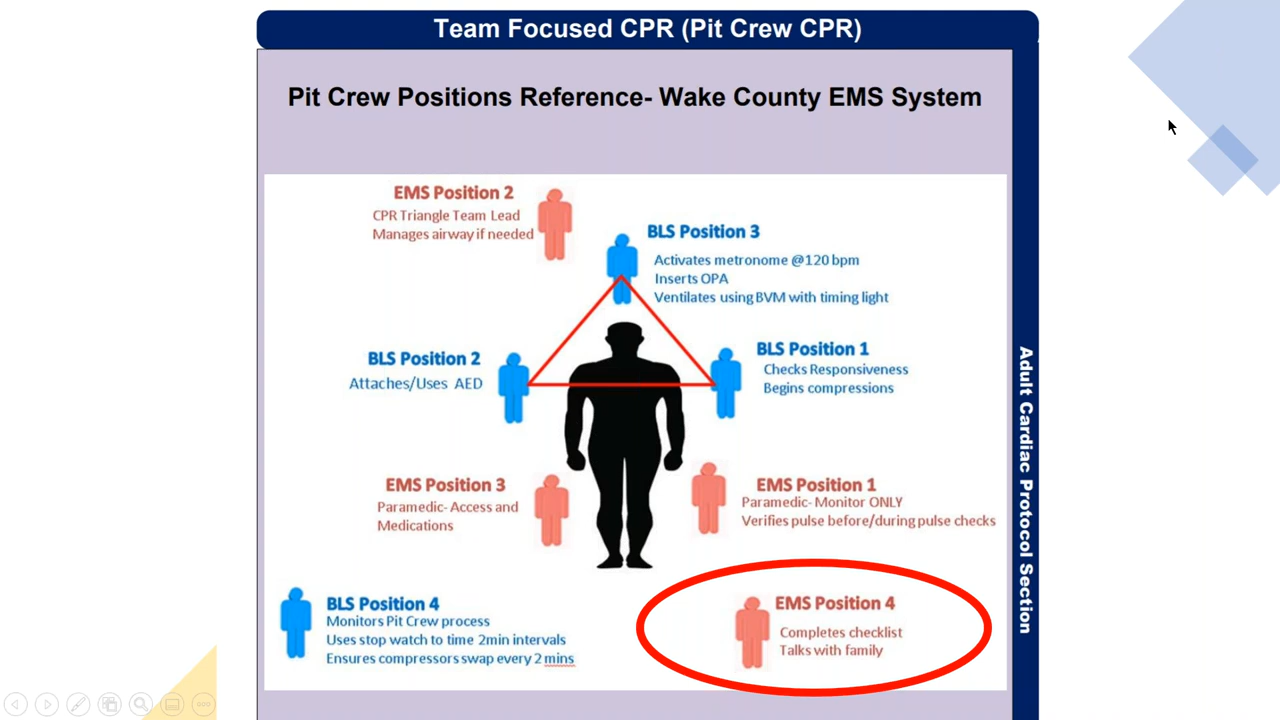 Team Focused CPR (Pit Crew CPR)
Pit Crew Positions Reference- Wake County EMS System
EMS Position 2
CPR Triangle Team Lead
Manages airway if needed
BLS Position 3
Activates metronome @120 bpm
Inserts OPA
Ventilates using BVM with timing light
BLS Position 2
Attaches/Uses AED
BLS Position 1
Checks Responsiveness
Begins compressions
EMS Position 3
Paramedic- Access and
Medications
EMS Position 1
Paramedic- Monitor ONLY
Verifies pulse before/during pulse checks
BLS Position 4
Monitors Pit Crew process
Uses stop watch to time 2min intervals
Ensures compressors swap every 2 mins
EMS Position 4
Completes checklist
Talks with family
Adult Cardiac Protocol Section